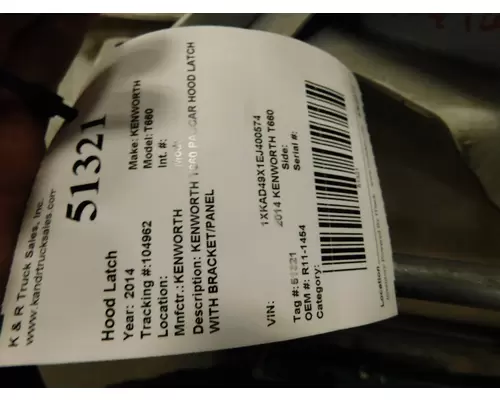 K & R Truck Sales, Inc.
www.kandrtrucksales.com
51321
Make: KENWORTH
Model: T660
Int. #:
Hood Latch
Year: 2014
Tracking #:104962
Location:
Mnfctr.: KENWORTH
Description: KENWORTH HOOD LATCH
WITH BRACKET/PANEL
VIN: 1XKAD49X1EJ400574
2014 KENWORTH T660
Side:
Serial #:
Tag #:51321
OEM #: R11-1454
Category:
Location